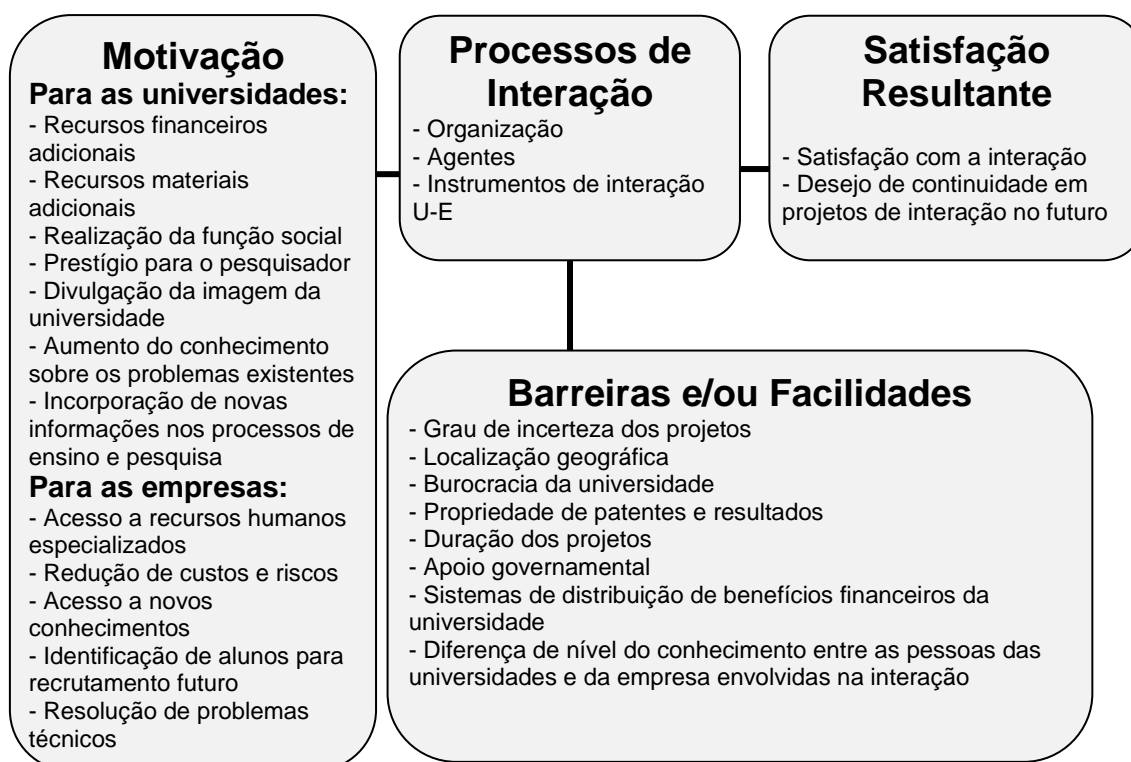 Motivação
Para as universidades:
- Recursos financeiros
adicionais
- Recursos materiais
adicionais
- Realização da função social
- Prestígio para o pesquisador
- Divulgação da imagem da
universidade
- Aumento do conhecimento
sobre os problemas existentes
- Incorporação de novas
informações nos processos de
ensino e pesquisa
Para as empresas:
- Acesso a recursos humanos
especializados
- Redução de custos e riscos
- Acesso a novos
conhecimentos
- Identificação de alunos para
recrutamento futuro
- Resolução de problemas
técnicos
Processos de
Interação
- Organização
- Agentes
- Instrumentos de interação
U-E
Satisfação
Resultante
- Satisfação com a interação
- Desejo de continuidade em
projetos de interação no futuro
Barreiras e/ou Facilidades
- Grau de incerteza dos projetos
- Localização geográfica
- Burocracia da universidade
- Propriedade de patentes e resultados
- Duração dos projetos
- Apoio governamental
- Sistemas de distribuição de benefícios financeiros da
universidade
- Diferença de nível do conhecimento entre as pessoas das
universidades e da empresa envolvidas na interação